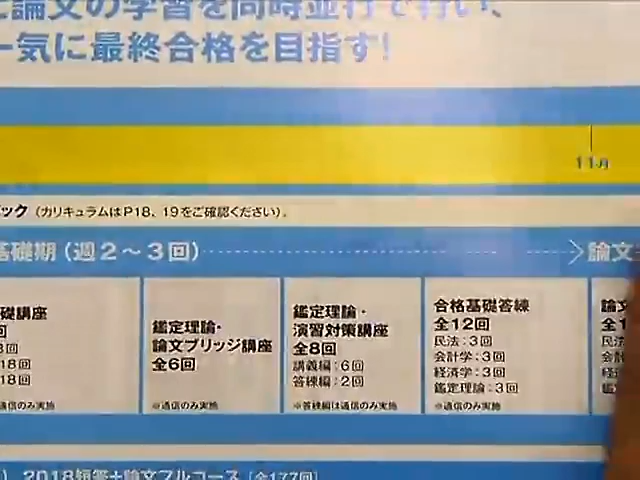 論文の学習を同時並行で行い、
一気に最終合格を目指す!
11月
ック (カリキュラムはP18、19をご確認ください)。
基礎期 (週2~3回)
論文
礎講座
回
18回
18回
通信のみ実施
鑑定理論・
論文ブリッジ講座
全6回
※通信のみ実施
鑑定理論・
演習対策講座
全8回
講義編:6回
答練編:2回
※答練編は通信のみ実施
合格基礎答練
全12回
民法:3回
会計学:3回
経済学:3回
鑑定理論:3回
※通信のみ実施
論文
全1
2018短答+論文フルコース [全177回]